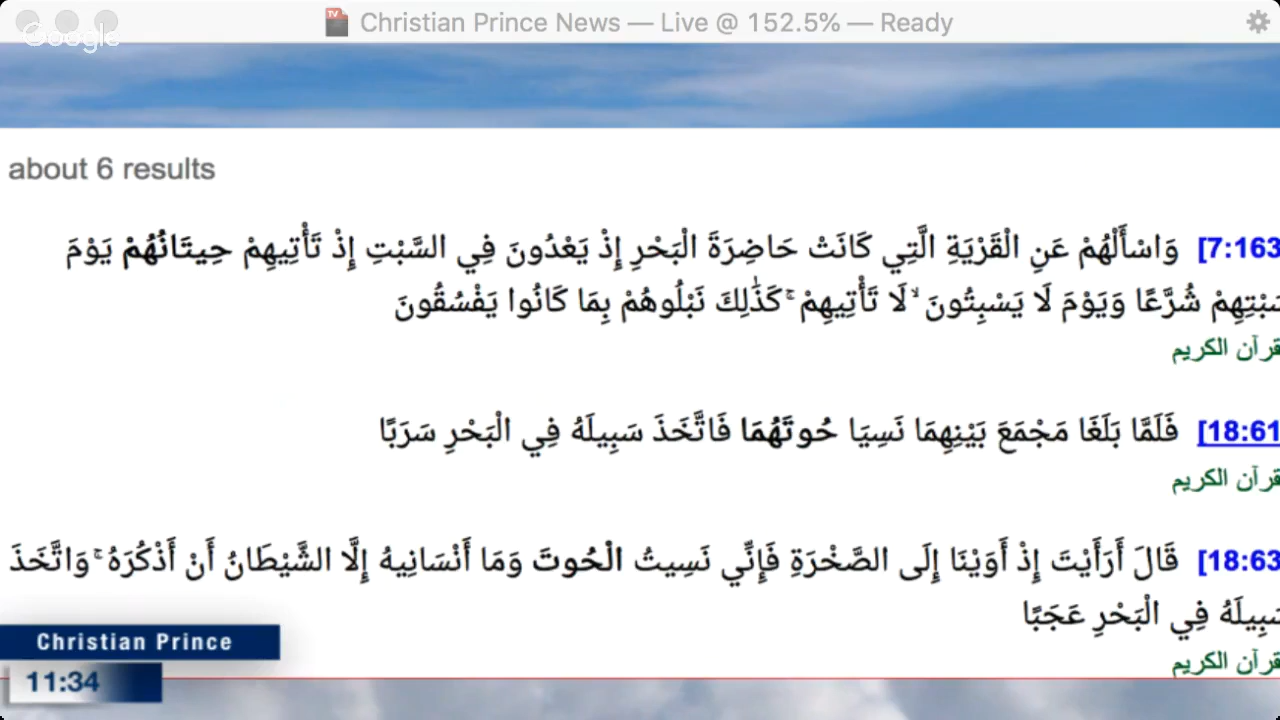 Christian Prince News — Live @ 152.5% — Ready
Google
about 6 results
[7:163 وَاسْأَلْهُمْ عَنِ الْقَرْيَةِ الَّتِي كَانَتْ حَاضِرَةَ الْبَحْرِ إِذْ يَعْدُونَ فِي السَّبْتِ إِذْ تَأْتِيهِمْ حِيتَانُهُمْ يَوْمَ
سَبْتِهِمْ شُرَّعًا وَيَوْمَ لَا يَسْبِتُونَ ۙ لَا تَأْتِيهِمْ ۚ كَذَٰلِكَ نَبْلُوهُمْ بِمَا كَانُوا يَفْسُقُونَ
قرآن الكريم
[18:61 فَلَمَّا بَلَغَا مَجْمَعَ بَيْنِهِمَا نَسِيَا حُوتَهُمَا فَاتَّخَذَ سَبِيلَهُ فِي الْبَحْرِ سَرَبًا
قرآن الكريم
[18:63 قَالَ أَرَأَيْتَ إِذْ أَوَيْنَا إِلَى الصَّخْرَةِ فَإِنِّي نَسِيتُ الْحُوتَ وَمَا أَنْسَانِيهُ إِلَّا الشَّيْطَانُ أَنْ أَذْكُرَهُ ۚ وَاتَّخَذَ
سَبِيلَهُ فِي الْبَحْرِ عَجَبًا
قرآن الكريم
Christian Prince
11:34